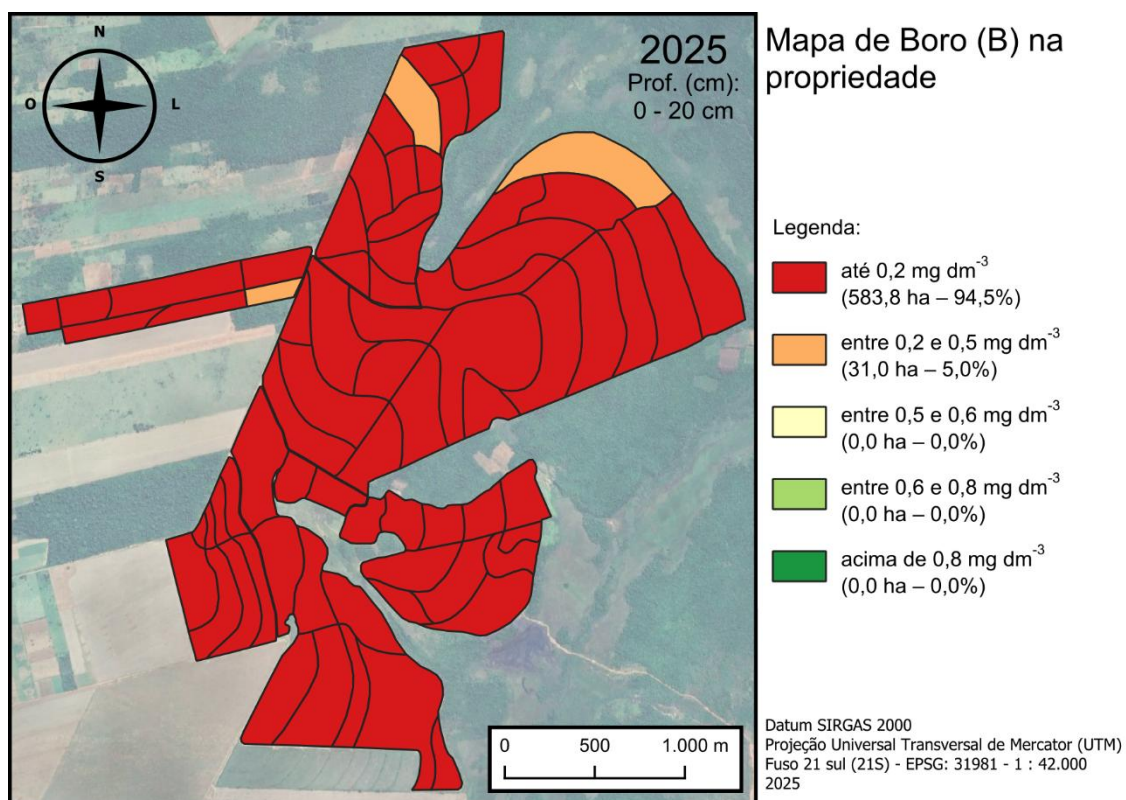 N
O
L
S
2025
Prof. (cm):
0 - 20 cm
0
500
1.000 m
Mapa de Boro (B) na
propriedade
Legenda:
até 0,2 mg dm⁻³
(583,8 ha – 94,5%)
entre 0,2 e 0,5 mg dm⁻³
(31,0 ha – 5,0%)
entre 0,5 e 0,6 mg dm⁻³
(0,0 ha – 0,0%)
entre 0,6 e 0,8 mg dm⁻³
(0,0 ha – 0,0%)
acima de 0,8 mg dm⁻³
(0,0 ha – 0,0%)
Datum SIRGAS 2000
Projeção Universal Transversal de Mercator (UTM)
Fuso 21 sul (21S) - EPSG: 31981 - 1 : 42.000
2025